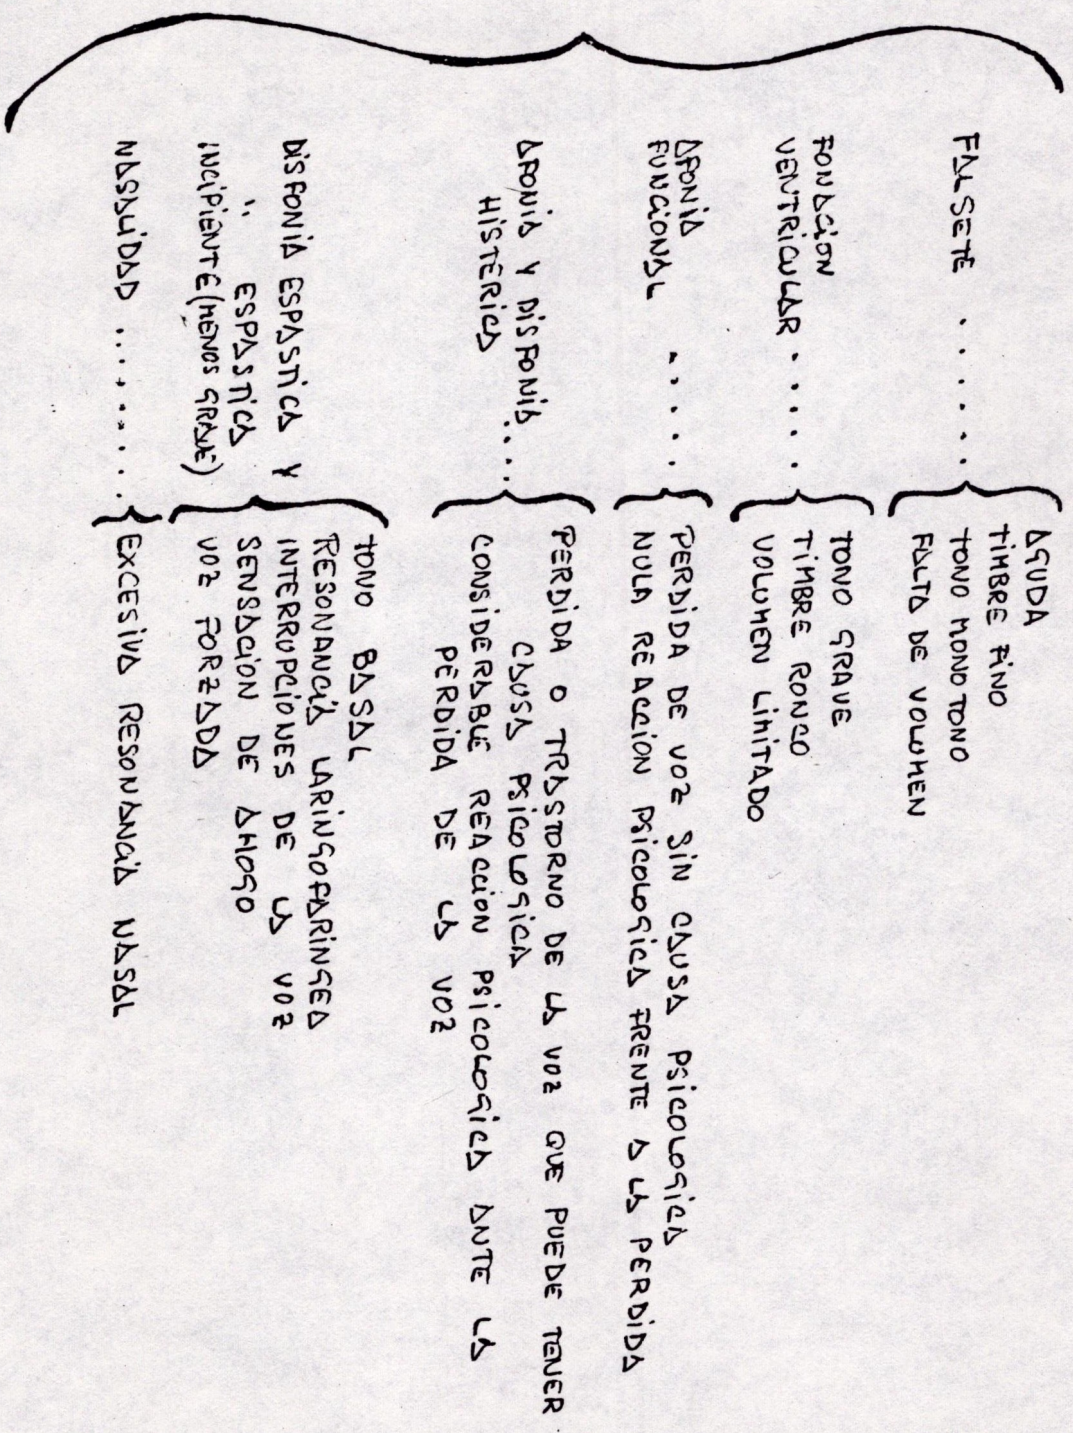 FALSETE ......
AGUDA
TIMBRE FINO
TONO MONOTONO
FALTA DE VOLUMEN
FONACION
VENTRICULAR .....
TONO GRAVE
TIMBRE RONCO
VOLUMEN LIMITADO
AFONIA
FUNCIONAL .....
PERDIDA DE VOZ SIN CAUSA PSICOLOGICA
NULA REACCION PSICOLOGICA FRENTE A LA PERDIDA
AFONIA Y DISFONIA
HISTÉRICA ....
PERDIDA O TRASTORNO DE LA VOZ QUE PUEDE TENER
CAUSA PSICOLOGICA
CONSIDERABLE REACCION PSICOLOGICA ANTE LA
PÉRDIDA DE LA VOZ
DISFONIA ESPASTICA Y
" ESPASTICA
INCIPIENTE (MENOS GRAVE)
TONO BASAL
RESONANCIA LARINGOFARINGEA
INTERRUPCIONES DE LA VOZ
SENSACION DE AHOGO
VOZ FORZADA
NASALIDAD ........
EXCESIVA RESONANCIA NASAL